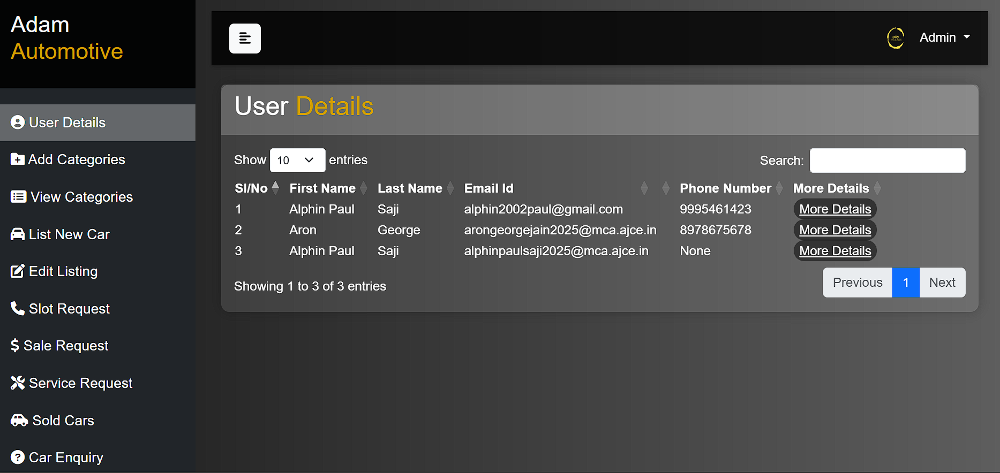 Adam
Automotive
Admin
User Details
Add Categories
View Categories
List New Car
Edit Listing
Slot Request
Sale Request
Service Request
Sold Cars
Car Enquiry
User Details
Show 10 entries
Search:
Sl/No First Name Last Name Email Id Phone Number More Details
1 Alphin Paul Saji alphin2002paul@gmail.com 9995461423 More Details
2 Aron George arongeorgejain2025@mca.ajce.in 8978675678 More Details
3 Alphin Paul Saji alphinpaulsaji2025@mca.ajce.in None More Details
Showing 1 to 3 of 3 entries
Previous 1 Next